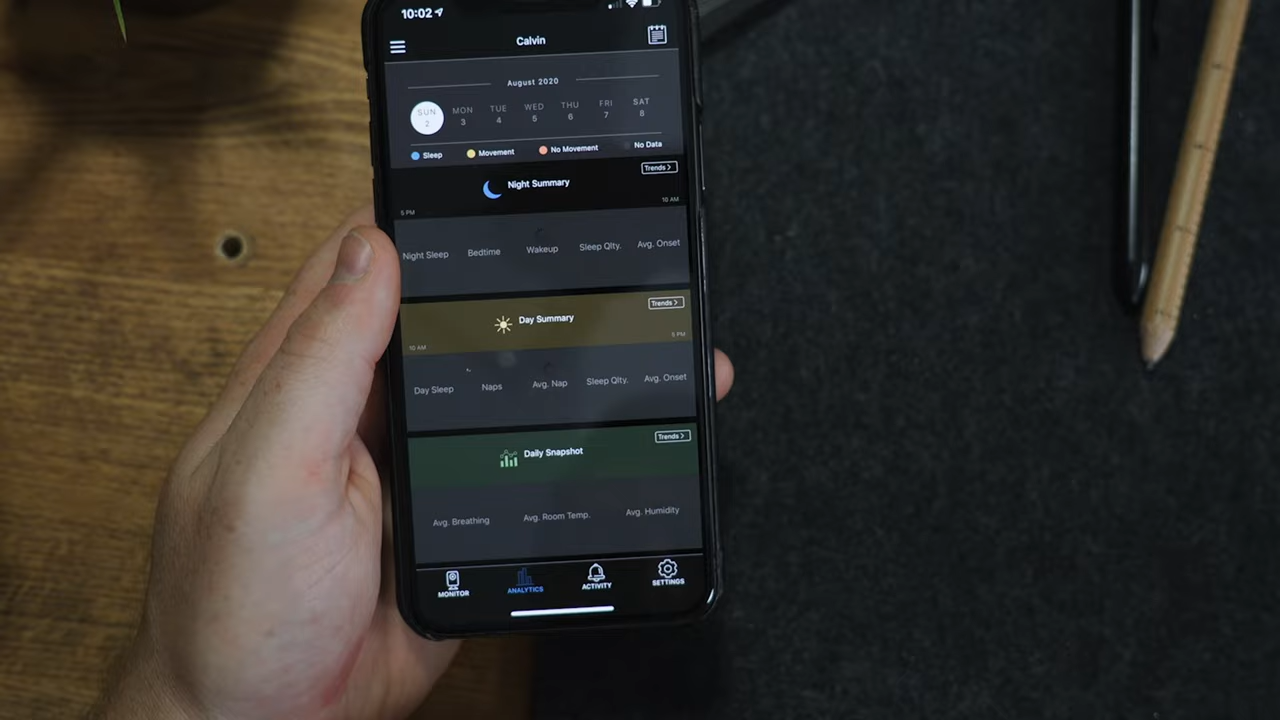 10:02
Calvin
August 2020
SUN MON TUE WED THU FRI SAT
2 3 4 5 6 7 8
Sleep Movement No Movement No Data
Trends >
Night Summary
5 PM 10 AM
Night Sleep Bedtime Wakeup Sleep Qlty. Avg. Onset
Trends >
Day Summary
10 AM 5 PM
Day Sleep Naps Avg. Nap Sleep Qlty. Avg. Onset
Trends >
Daily Snapshot
Avg. Breathing Avg. Room Temp. Avg. Humidity
MONITOR ANALYTICS ACTIVITY SETTINGS